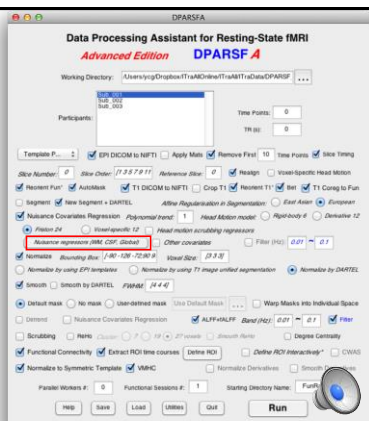 DPARSFA
Data Processing Assistant for Resting-State fMRI
Advanced Edition DPARSF A
Working Directory: /Users/ycg/Dropbox/ITraAllOnline/ITraAll/ITraData/DPARSF ...
Participants: Sub_001
Sub_002
Sub_003
Time Points: 0
TR (s): 0
Template P... EPI DICOM to NIFTI Apply Mats Remove First 10 Time Points Slice Timing
Slice Number: 0 Slice Order: [1 3 5 7 9 11 Reference Slice: 0 Realign Voxel-Specific Head Motion
Reorient Fun* AutoMask T1 DICOM to NIFTI Crop T1 Reorient T1* Bet T1 Coreg to Fun
Segment New Segment + DARTEL Affine Regularisation in Segmentation: East Asian European
Nuisance Covariates Regression Polynomial trend: 1 Head Motion model: Rigid-body 6 Derivative 12
Friston 24 Voxel-specific 12 Head motion scrubbing regressors
Nuisance regressors (WM, CSF, Global) Other covariates Filter (Hz): 0.01 ~ 0.1
Normalize Bounding Box: [-90 -126 -72;90 9 Voxel Size: [3 3 3]
Normalize by using EPI templates Normalize by using T1 image unified segmentation Normalize by DARTEL
Smooth Smooth by DARTEL FWHM: [4 4 4]
Default mask No mask User-defined mask Use Default Mask ... Warp Masks into Individual Space
Detrend Nuisance Covariates Regression ALFF+fALFF Band (Hz): 0.01 ~ 0.1 Filter
Scrubbing ReHo Cluster: 7 19 27 voxels Smooth ReHo Degree Centrality
Functional Connectivity Extract ROI time courses Define ROI Define ROI Interactively* CWAS
Normalize to Symmetric Template VMHC Normalize Derivatives Smooth Derivatives
Parallel Workers #: 0 Functional Sessions #: 1 Starting Directory Name:
Help Save Load Utilities Quit Run